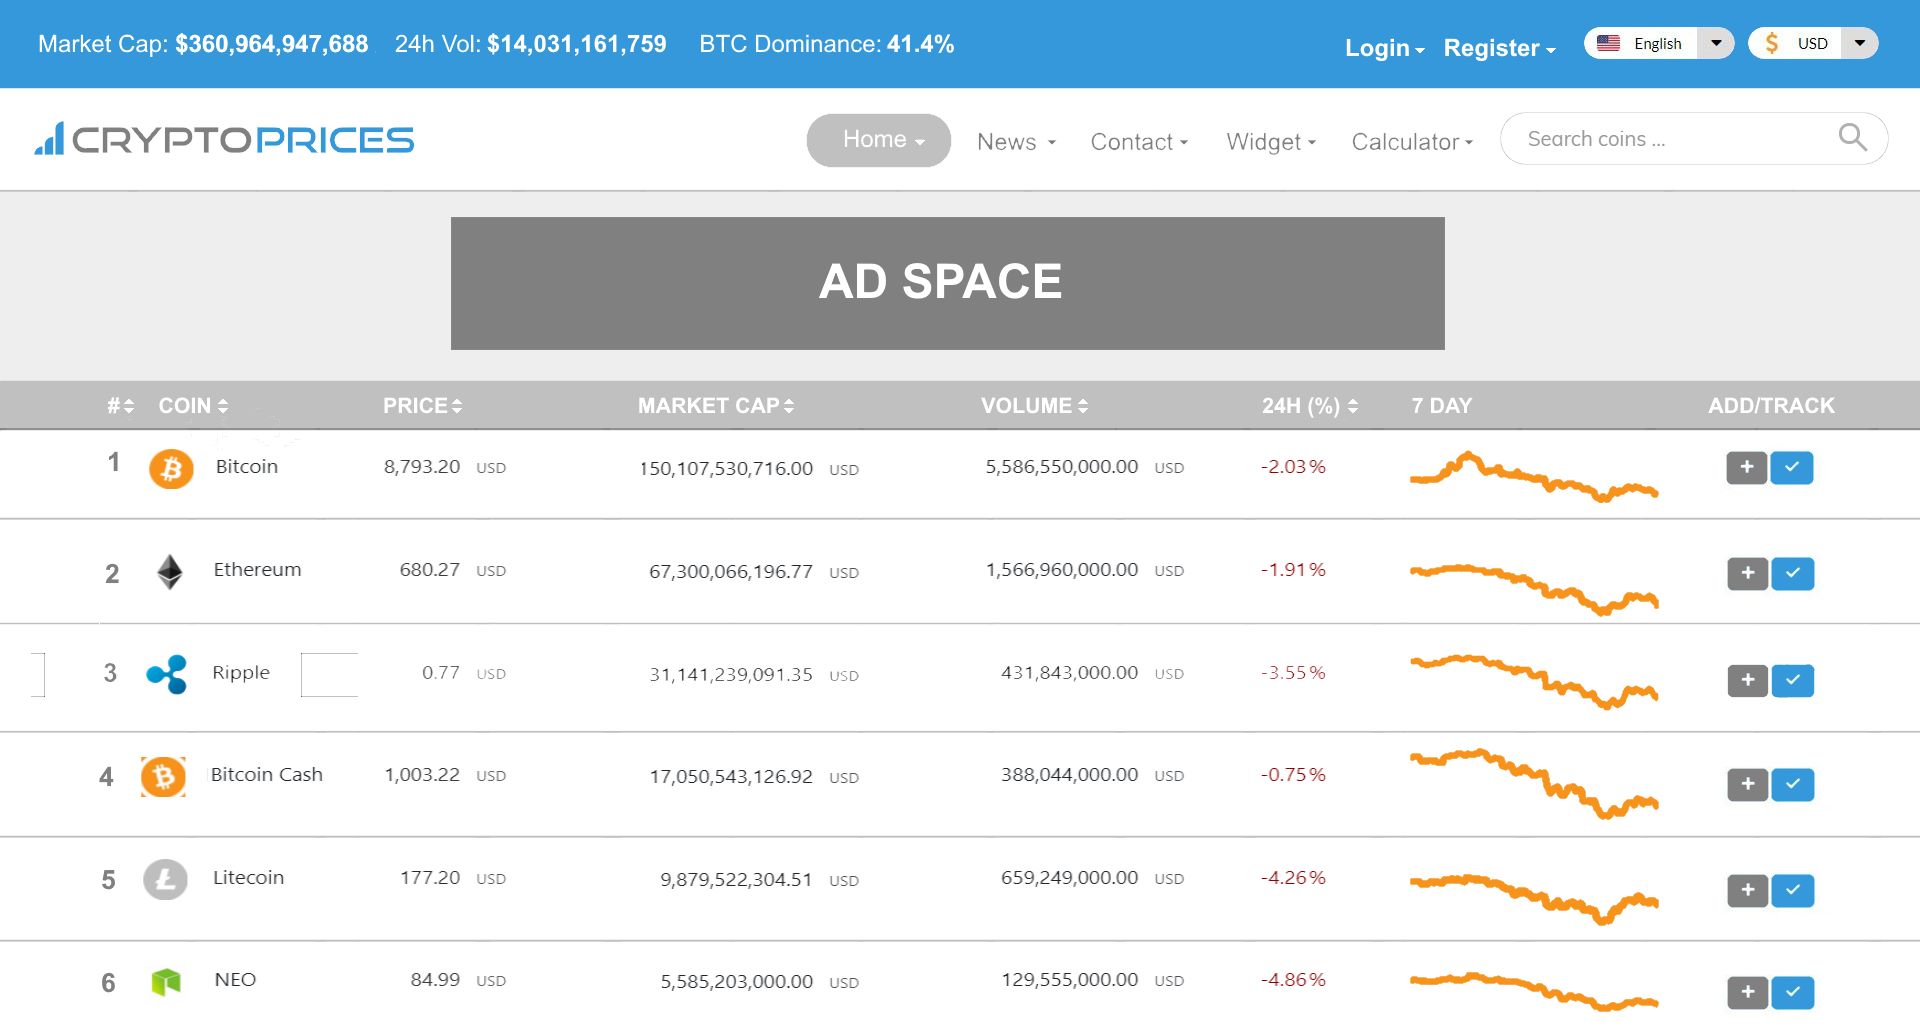 Market Cap: $360,964,947,688 24h Vol: $14,031,161,759 BTC Dominance: 41.4% Login Register English $ USD
CRYPTOPRICES Home News Contact Widget Calculator Search coins ...
AD SPACE
# COIN PRICE MARKET CAP VOLUME 24H (%) 7 DAY ADD/TRACK
1 Bitcoin 8,793.20 USD 150,107,530,716.00 USD 5,586,550,000.00 USD -2.03%
2 Ethereum 680.27 USD 67,300,066,196.77 USD 1,566,960,000.00 USD -1.91%
3 Ripple 0.77 USD 31,141,239,091.35 USD 431,843,000.00 USD -3.55%
4 Bitcoin Cash 1,003.22 USD 17,050,543,126.92 USD 388,044,000.00 USD -0.75%
5 Litecoin 177.20 USD 9,879,522,304.51 USD 659,249,000.00 USD -4.26%
6 NEO 84.99 USD 5,585,203,000.00 USD 129,555,000.00 USD -4.86%